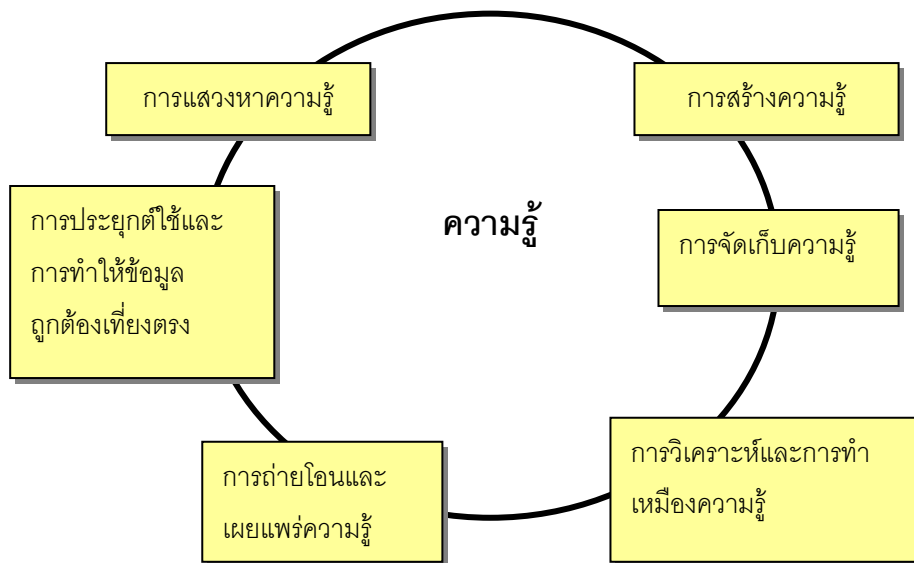 การแสวงหาความรู้
การสร้างความรู้
การประยุกต์ใช้และ
การทำให้ข้อมูล
ถูกต้องเที่ยงตรง
ความรู้
การจัดเก็บความรู้
การถ่ายโอนและ
เผยแพร่ความรู้
การวิเคราะห์และการทำ
เหมืองความรู้